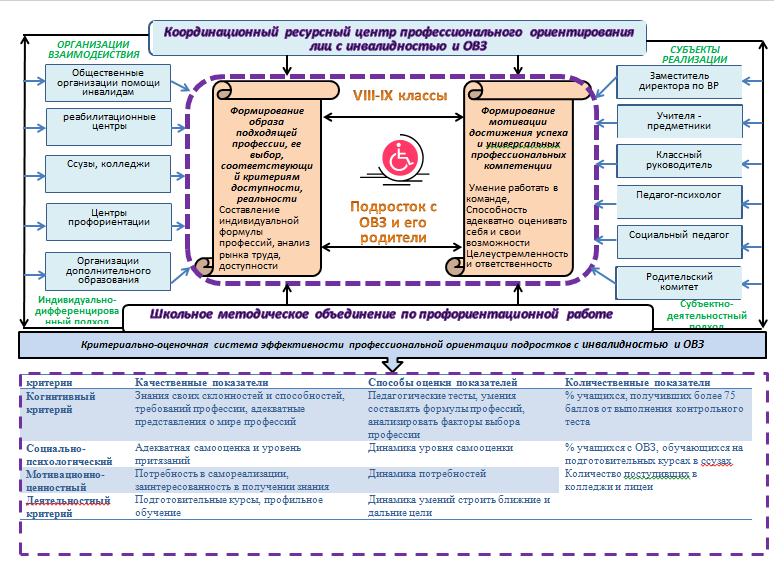 Координационный ресурсный центр профессионального ориентирования
лиц с инвалидностью и ОВЗ
ОРГАНИЗАЦИИ
ВЗАИМОДЕЙСТВИЯ
Общественные
организации помощи
инвалидам
реабилитационные
центры
Ссузы, колледжи
Центры
профориентации
Организации
дополнительного
образования
Индивидуально-
дифференцирова
нный подход
Формирование
образа
подходящей
профессии, ее
выбор,
соответствующи
й критериям
доступности,
реальности
Составление
индивидуальной
формулы
профессий, анализ
рынка труда,
доступности
VIII-IX классы
Подросток с
ОВЗ и его
родители
Формирование
мотивации
достижения успеха
и универсальных
профессиональных
компетенции
Умение работать в
команде,
Способность
адекватно оценивать
себя и свои
возможности
Целеустремленность
и ответственность
СУБЪЕКТЫ
РЕАЛИЗАЦИИ
Заместитель
директора по ВР
Учителя -
предметники
Классный
руководитель
Педагог-психолог
Социальный педагог
Родительский
комитет
Субъектно-
деятельностный
подход
Школьное методическое объединение по профориентационной работе
Критериально-оценочная система эффективности профессиональной ориентации подростков с инвалидностью и ОВЗ
критерии Качественные показатели Способы оценки показателей Количественные показатели
Когнитивный Знания своих склонностей и способностей, Педагогические тесты, умения % учащихся, получивших более 75
критерий требований профессии, адекватные составлять формулы профессий, баллов от выполнения контрольного
представления о мире профессий анализировать факторы выбора теста
профессии
Социально- Адекватная самооценка и уровень Динамика уровня самооценки % учащихся с ОВЗ, обучающихся на
психологический притязаний подготовительных курсах в ссузах.
Мотивационно- Потребность в самореализации, Динамика потребностей Количество поступивших в
ценностный заинтересованность в получении знания колледжи и лицеи
Деятельностный Подготовительные курсы, профильное Динамика умений строить ближние и
критерий обучение дальние цели